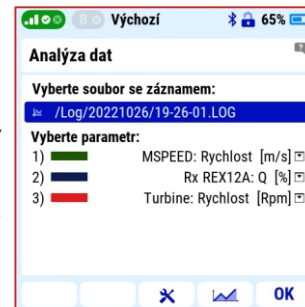 B Výchozí 65%
Analýza dat
Vyberte soubor se záznamem:
/Log/20221026/19-26-01.LOG
Vyberte parametr:
1) MSPEED: Rychlost [m/s]
2) Rx REX12A: Q [%]
3) Turbine: Rychlost [Rpm]
OK